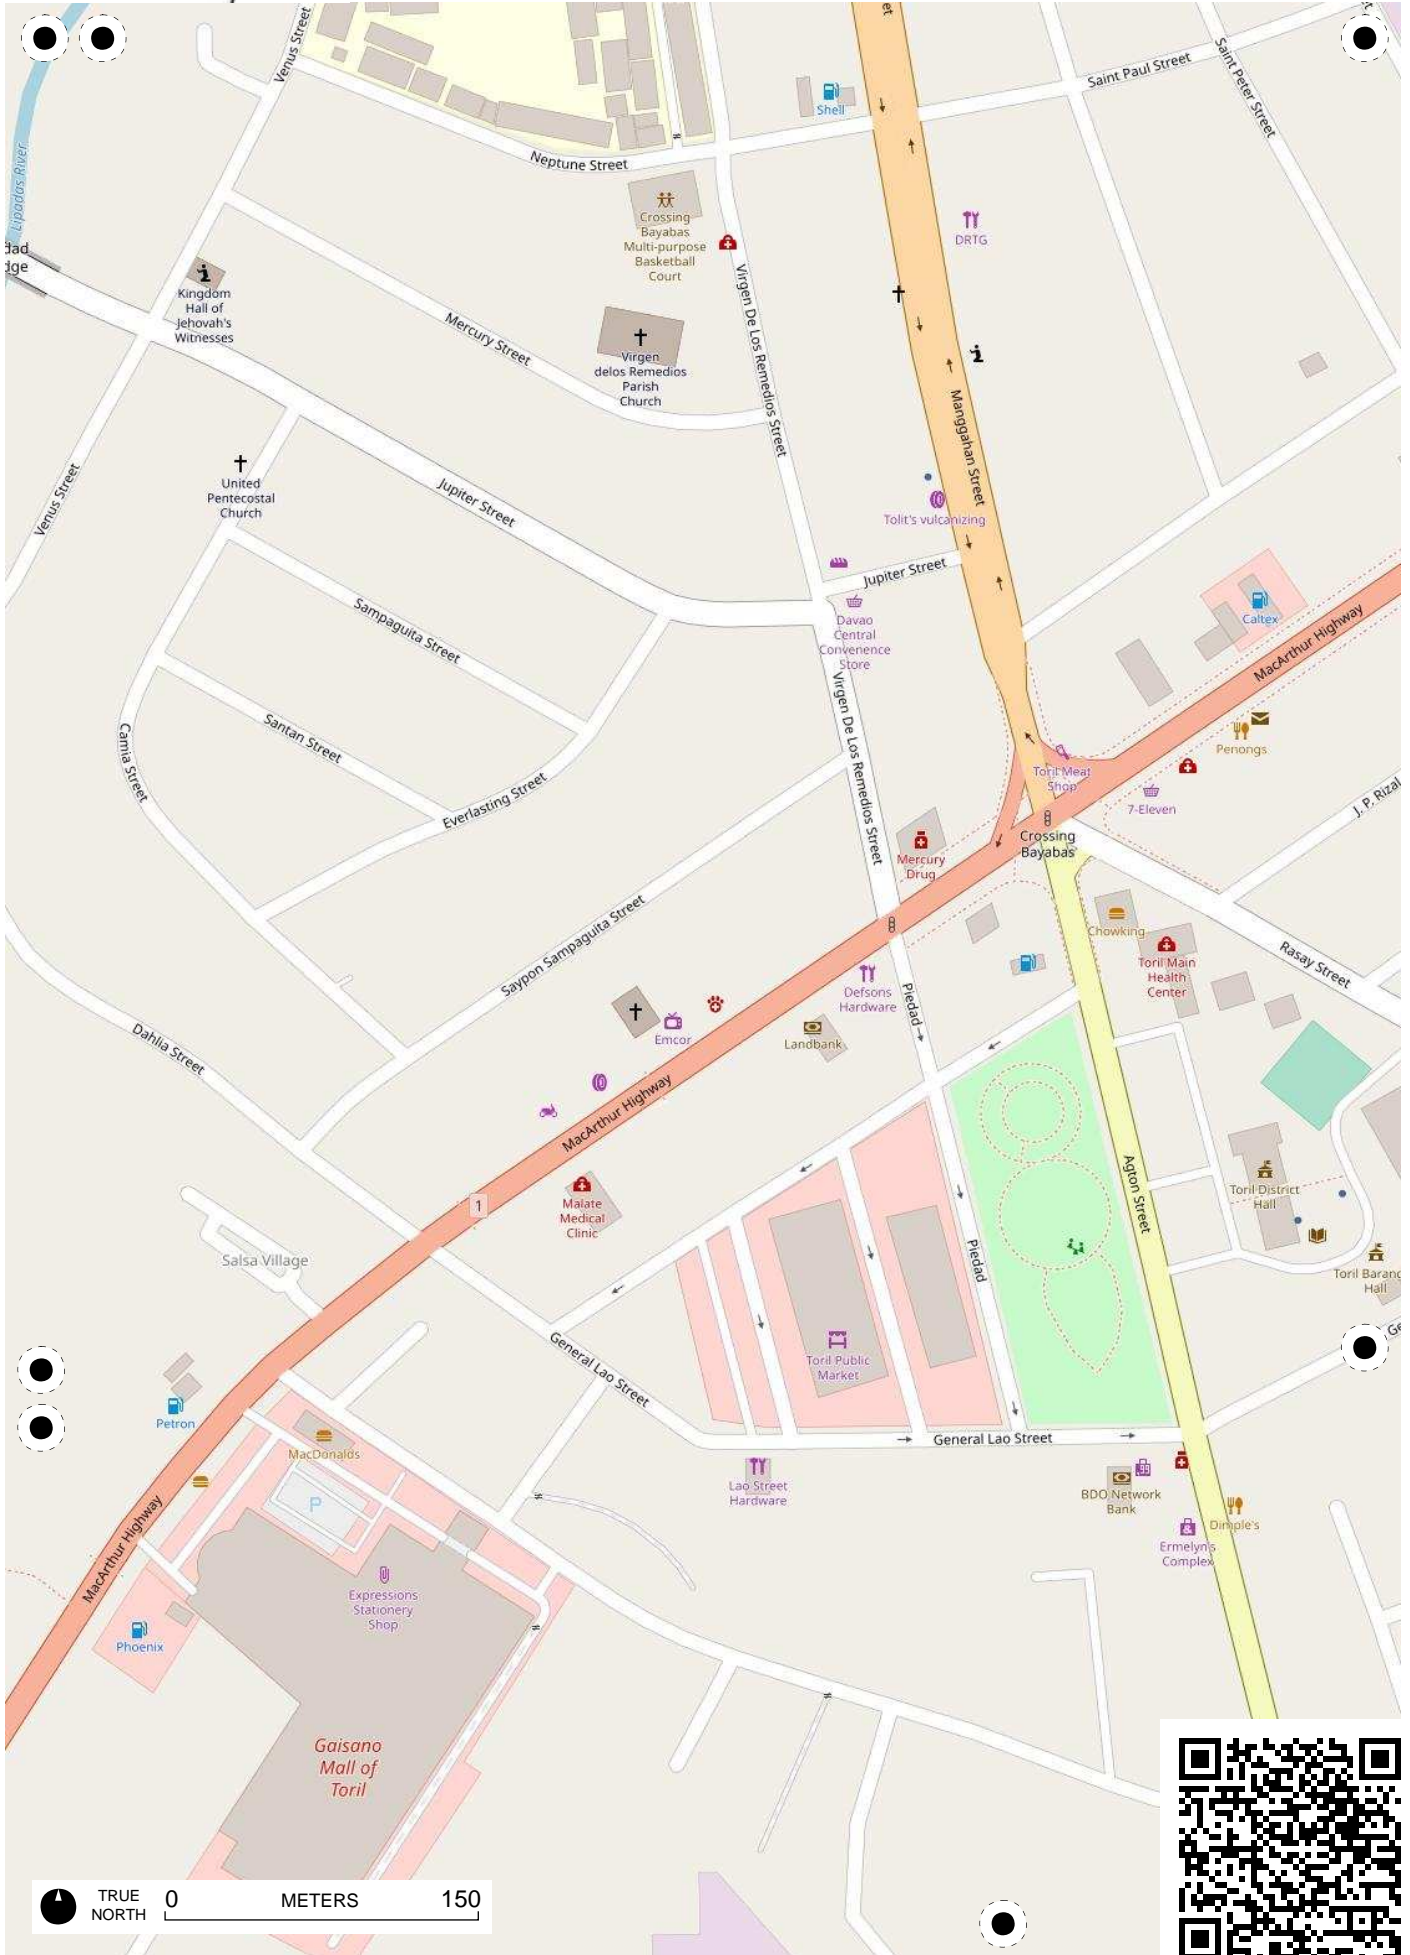 et
t
Venus Street
Saint Paul Street
Saint Peter Street
Shell
Neptune Street
Lipadas River
Crossing
Bayabas
Multi-purpose
Basketball
Court
DRTG
dad
dge
Kingdom
Hall of
Jehovah's
Witnesses
Mercury Street
Virgen
delos Remedios
Parish
Church
Virgen De Los Remedios Street
Manggahan Street
United
Pentecostal
Church
Venus Street
Jupiter Street
Tolit's vulcanizing
Jupiter Street
Sampaguita Street
Davao
Central
Convenence
Store
Caltex
MacArthur Highway
Santan Street
Camia Street
Everlasting Street
Virgen De Los Remedios Street
Penongs
Toril Meat
Shop
7-Eleven
J. P. Rizal
Crossing
Bayabas
Mercury
Drug
Chowking
Saypon Sampaguita Street
Toril Main
Health
Center
Rasay Street
Defsons
Hardware
Piedad
Emcor
Landbank
Dahlia Street
MacArthur Highway
1
Malate
Medical
Clinic
Agton Street
Toril District
Hall
Salsa Village
Piedad
Toril Barang
Hall
Ge
General Lao Street
Toril Public
Market
Petron
MacDonalds
General Lao Street
Lao Street
Hardware
BDO Network
Bank
P
Dimple's
Ermelyn's
Complex
MacArthur Highway
Expressions
Stationery
Shop
Phoenix
Gaisano
Mall of
Toril
TRUE
NORTH
0 METERS 150